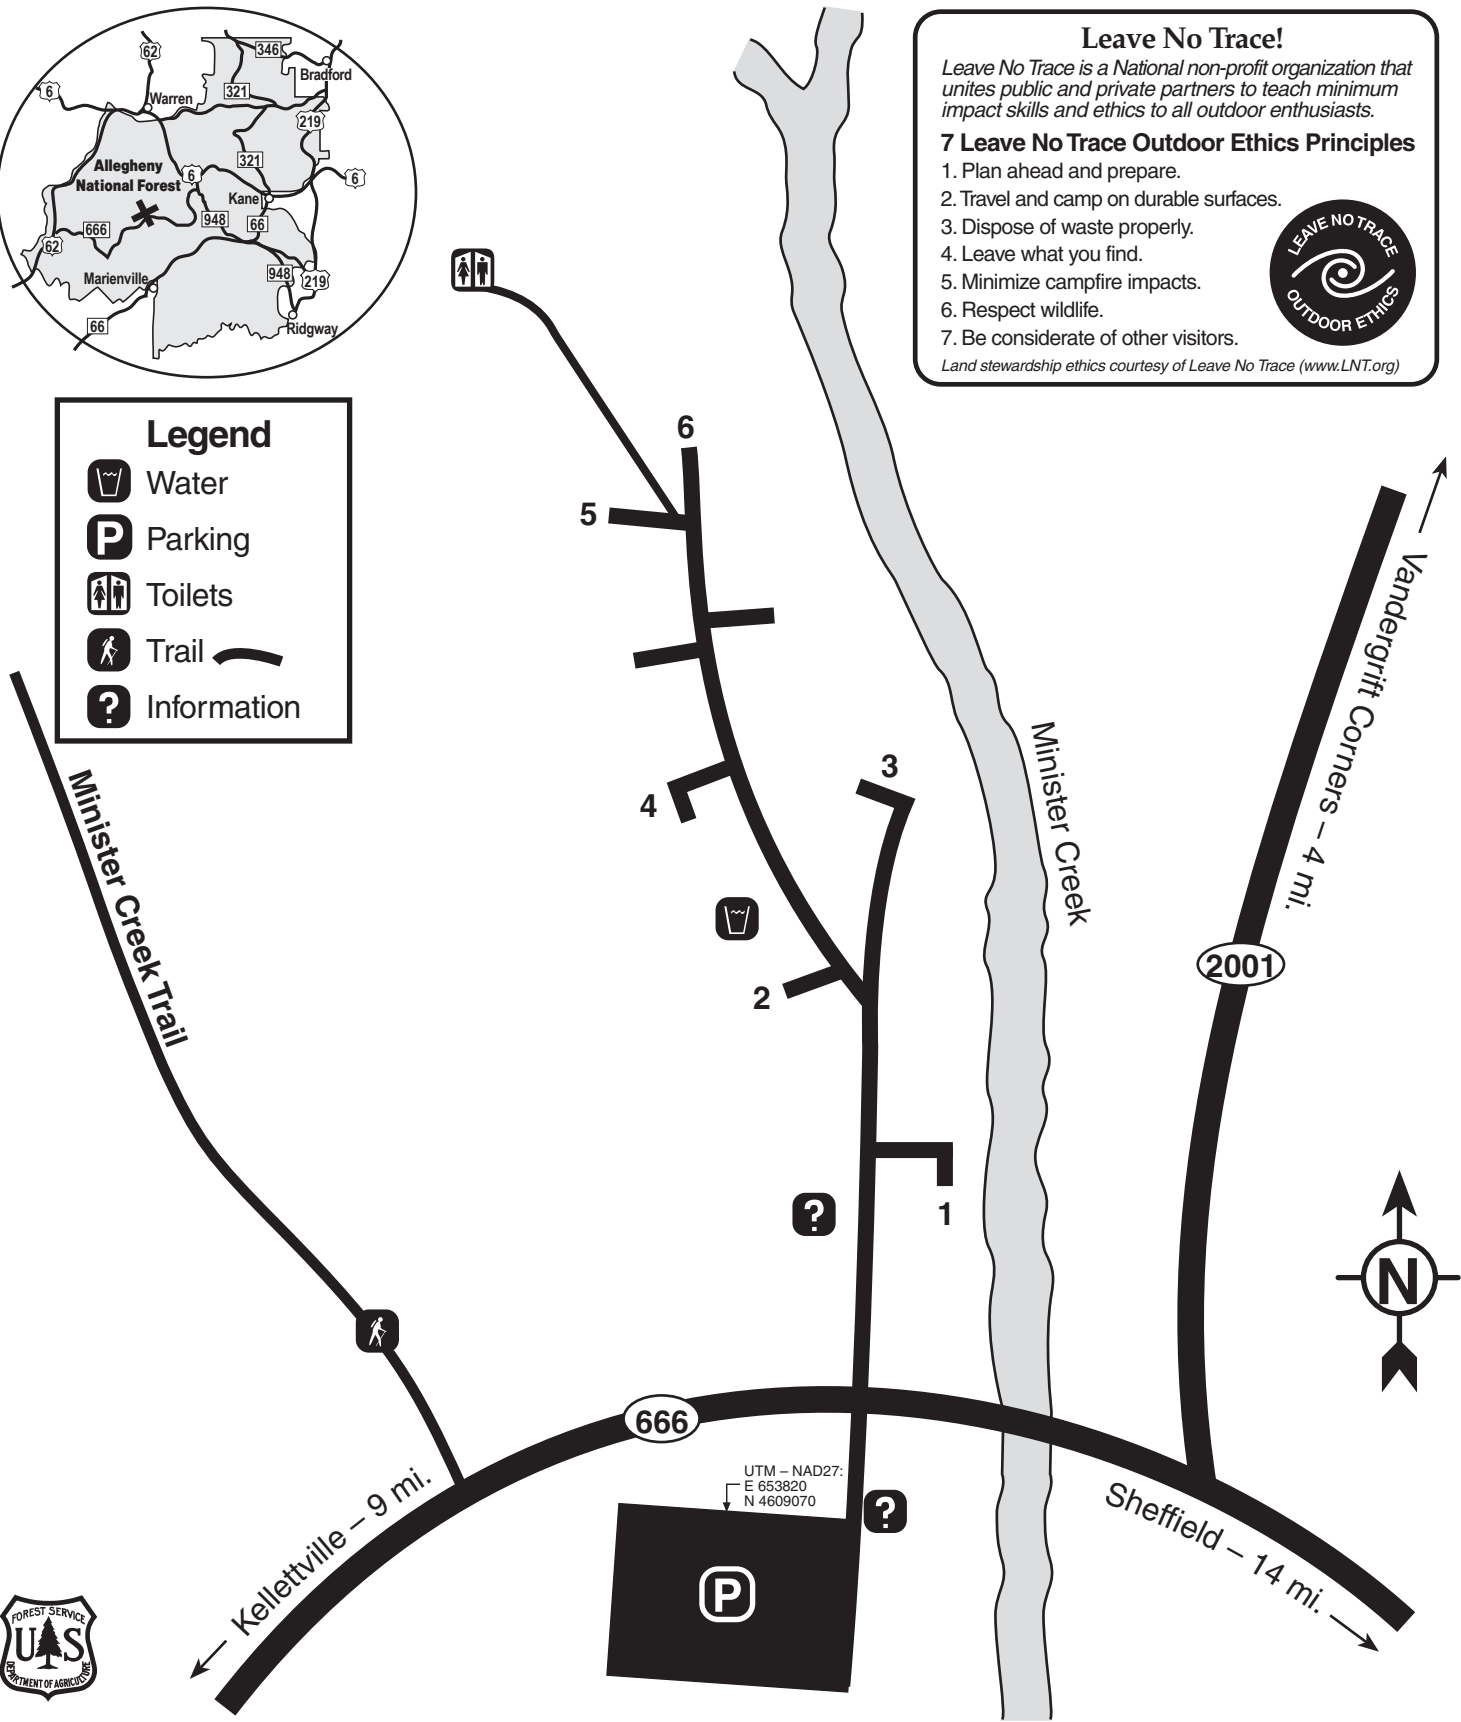 62
346
Bradford
6
321
Warren
219
Allegheny
National Forest
321
6
6
Kane
666
948
66
62
Marienville
948
219
66
Ridgway
Leave No Trace!
Leave No Trace is a National non-profit organization that
unites public and private partners to teach minimum
impact skills and ethics to all outdoor enthusiasts.
7 Leave No Trace Outdoor Ethics Principles
1. Plan ahead and prepare.
2. Travel and camp on durable surfaces.
3. Dispose of waste properly.
4. Leave what you find.
5. Minimize campfire impacts.
6. Respect wildlife.
7. Be considerate of other visitors.
Land stewardship ethics courtesy of Leave No Trace (www.LNT.org)
LEAVE NO TRACE
OUTDOOR ETHICS
Legend
Water
P Parking
Toilets
Trail
? Information
6
5
4
3
2
1
?
Minister Creek Trail
Minister Creek
Vandergrift Corners – 4 mi.
2001
N
666
UTM – NAD27:
E 653820
N 4609070
?
P
Kellettville – 9 mi.
Sheffield – 14 mi.
FOREST SERVICE
U S
DEPARTMENT OF AGRICULTURE